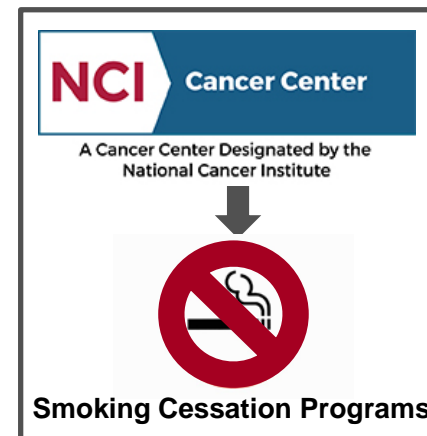 NCI Cancer Center
A Cancer Center Designated by the
National Cancer Institute
Smoking Cessation Programs